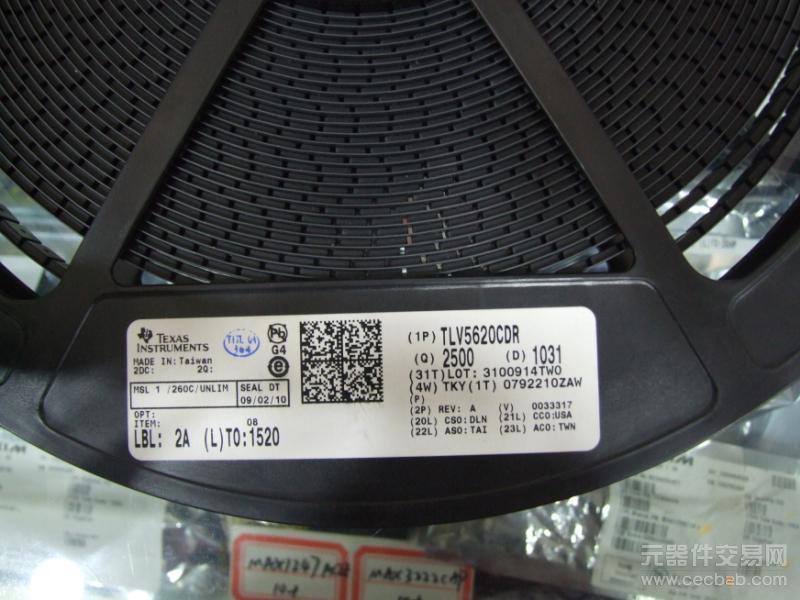 TEXAS
INSTRUMENTS
MADE IN: Taiwan
2DC: 2Q:
Pb
G4
e
MSL 1 /260C/UNLIM SEAL DT
09/02/10
OPT:
ITEM: 08
LBL: 2A (L)TO:1520
(1P) TLV5620CDR
(Q) 2500 (D) 1031
(31T)LOT: 3100914TWO
(4W) TKY(1T) 0792210ZAW
(P)
(2P) REV: A (V) 0033317
(20L) CSO:DLN (21L) CCO:USA
(22L) ASO:TAI (23L) ACO:TWN
元器件交易网
www.cecbeb.com